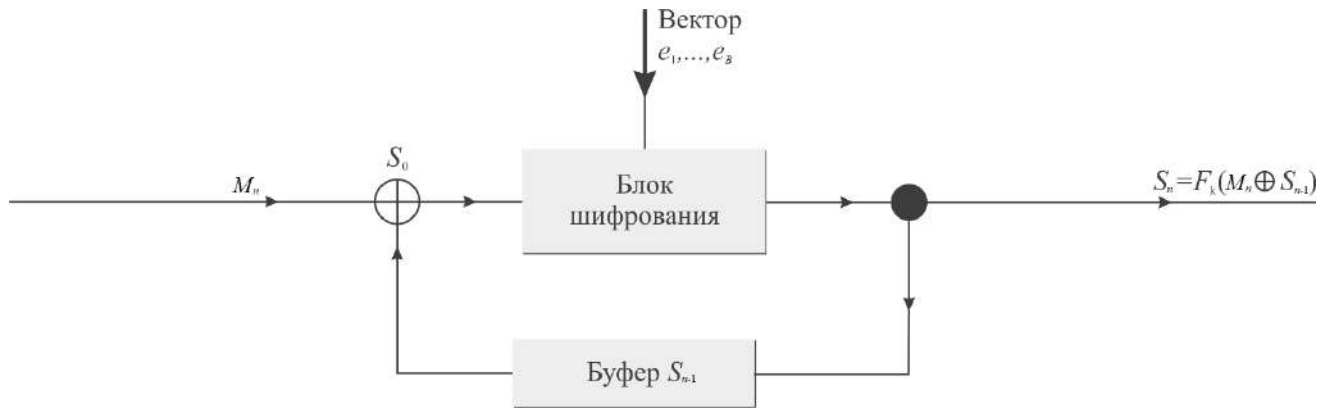 Вектор
e₁,...,e_B
S₀
Mₙ
Блок
шифрования
Sₙ=Fₖ(Mₙ⊕ Sₙ₋₁)
Буфер Sₙ₋₁